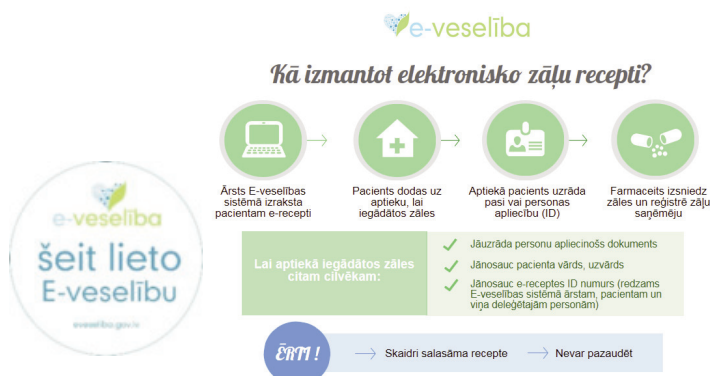 e-veselība
Kā izmantot elektronisko zāļu recepti?
Ārsts E-veselības
sistēmā izraksta
pacientam e-recepti
Pacients dodas uz
aptieku, lai
iegādātos zāles
Aptiekā pacients uzrāda
pasi vai personas
apliecību (ID)
Farmaceits izsniedz
zāles un reģistrē zāļu
saņēmēju
e-veselība
šeit lieto
E-veselību
eveseliba.gov.lv
Lai aptiekā iegādātos zāles
citam cilvēkam:
Jāuzrāda personu apliecinošs dokuments
Jānosauc pacienta vārds, uzvārds
Jānosauc e-receptes ID numurs (redzams
E-veselības sistēmā ārstam, pacientam un
viņa deleģētajām personām)
ĒRTI !
Skaidri salasāma recepte
Nevar pazaudēt